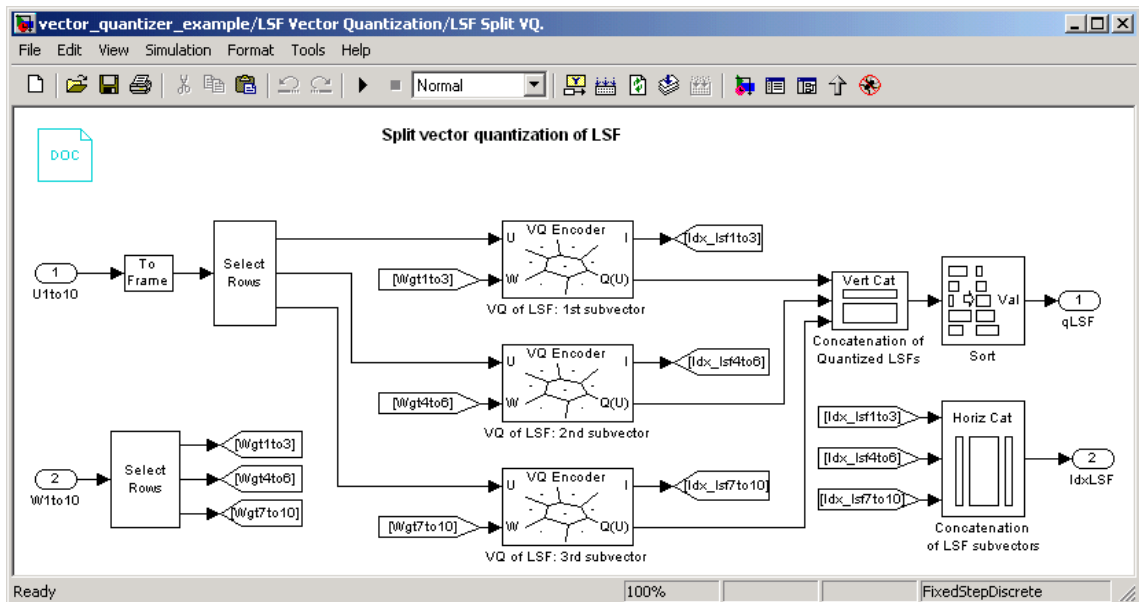 vector_quantizer_example/LSF Vector Quantization/LSF Split VQ.
File Edit View Simulation Format Tools Help
Normal
Split vector quantization of LSF
DOC
1
U1to10
To
Frame
Select
Rows
VQ Encoder
U
I
W
Q(U)
VQ of LSF: 1st subvector
[Wgt1to3]
[Idx_lsf1to3]
VQ Encoder
U
I
W
Q(U)
VQ of LSF: 2nd subvector
[Wgt4to6]
[Idx_lsf4to6]
VQ Encoder
U
I
W
Q(U)
VQ of LSF: 3rd subvector
[Wgt7to10]
[Idx_lsf7to10]
Vert Cat
Concatenation of
Quantized LSFs
Val
Sort
1
qLSF
2
W1to10
Select
Rows
[Wgt1to3]
[Wgt4to6]
[Wgt7to10]
[Idx_lsf1to3]
[Idx_lsf4to6]
[Idx_lsf7to10]
Horiz Cat
Concatenation
of LSF subvectors
2
IdxLSF
Ready
100%
FixedStepDiscrete